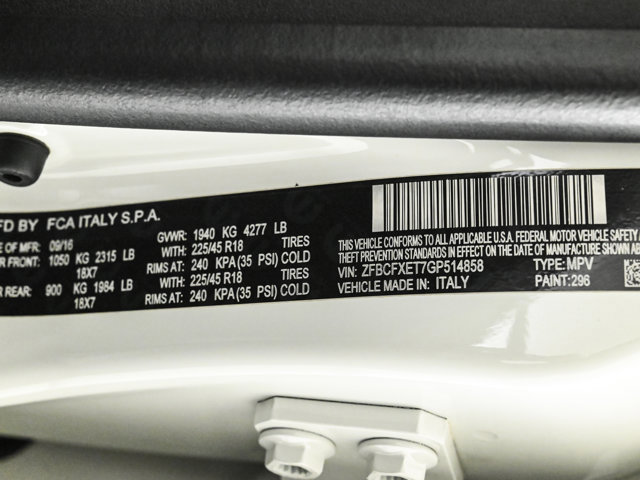 FD BY FCA ITALY S.P.A.
E OF MFR: 09/16 GVWR: 1940 KG 4277 LB
R FRONT: 1050 KG 2315 LB WITH: 225/45 R18 TIRES
18X7 RIMS AT: 240 KPA(35 PSI) COLD
R REAR: 900 KG 1984 LB WITH: 225/45 R18 TIRES
18X7 RIMS AT: 240 KPA(35 PSI) COLD
THIS VEHICLE CONFORMS TO ALL APPLICABLE U.S.A. FEDERAL MOTOR VEHICLE SAFETY
THEFT PREVENTION STANDARDS IN EFFECT ON THE DATE OF MANUFACTURE SHOWN A
VIN: ZFBCFXET7GP514858 TYPE: MPV
VEHICLE MADE IN: ITALY PAINT: 296